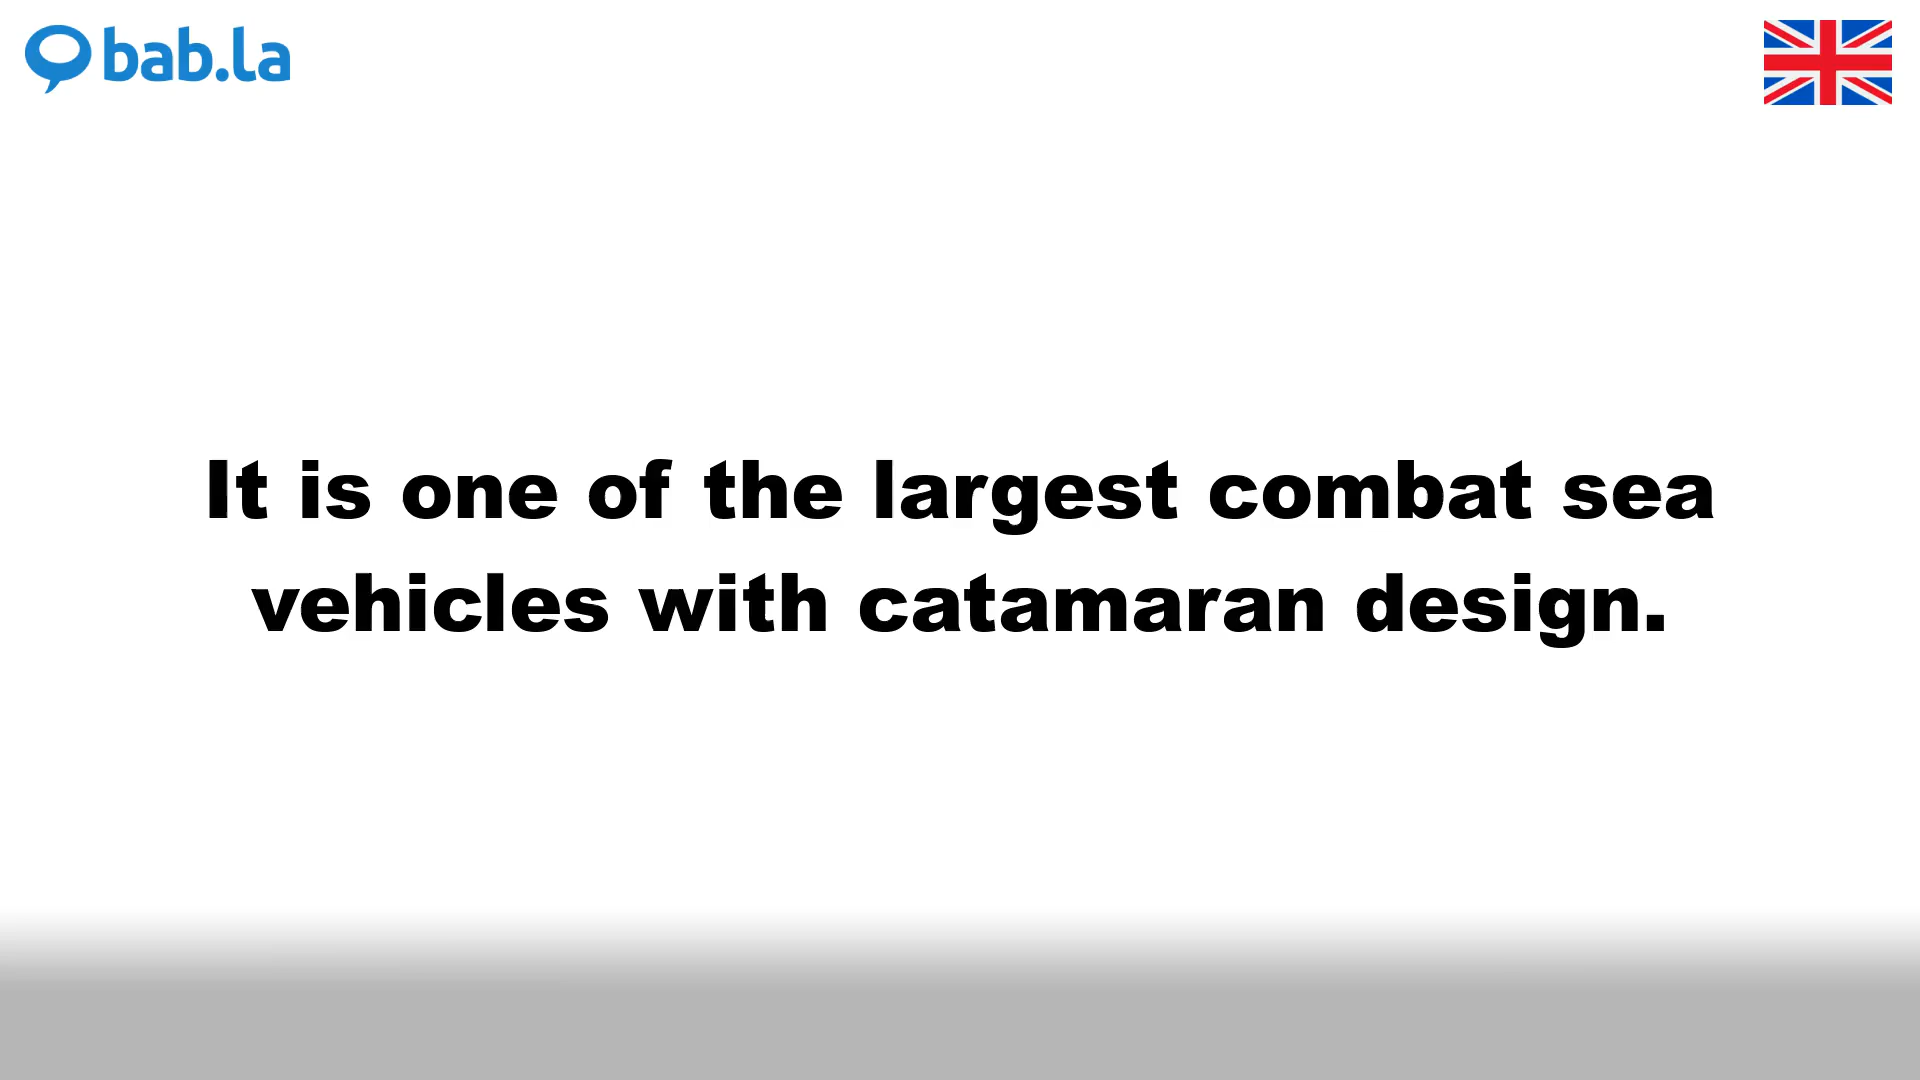 bab.la
It is one of the largest combat sea
vehicles with catamaran design.